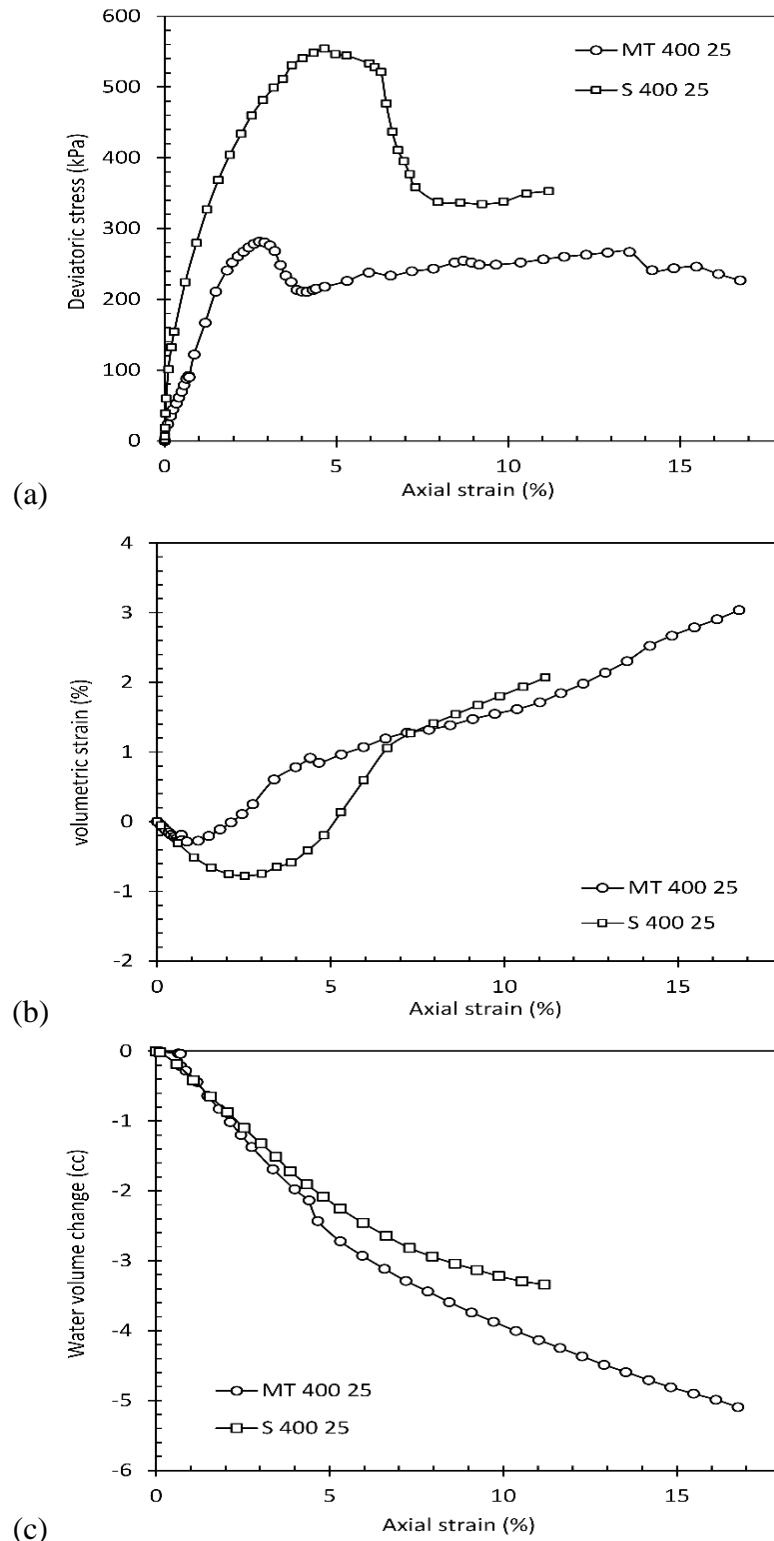 600
500
400
300
200
100
0
Deviatoric stress (kPa)
MT 400 25
S 400 25
0 5 10 15
Axial strain (%)
(a)
4
3
2
1
0
-1
-2
volumetric strain (%)
MT 400 25
S 400 25
0 5 10 15
Axial strain (%)
(b)
0
-1
-2
-3
-4
-5
-6
Water volume change (cc)
MT 400 25
S 400 25
0 5 10 15
Axial strain (%)
(c)